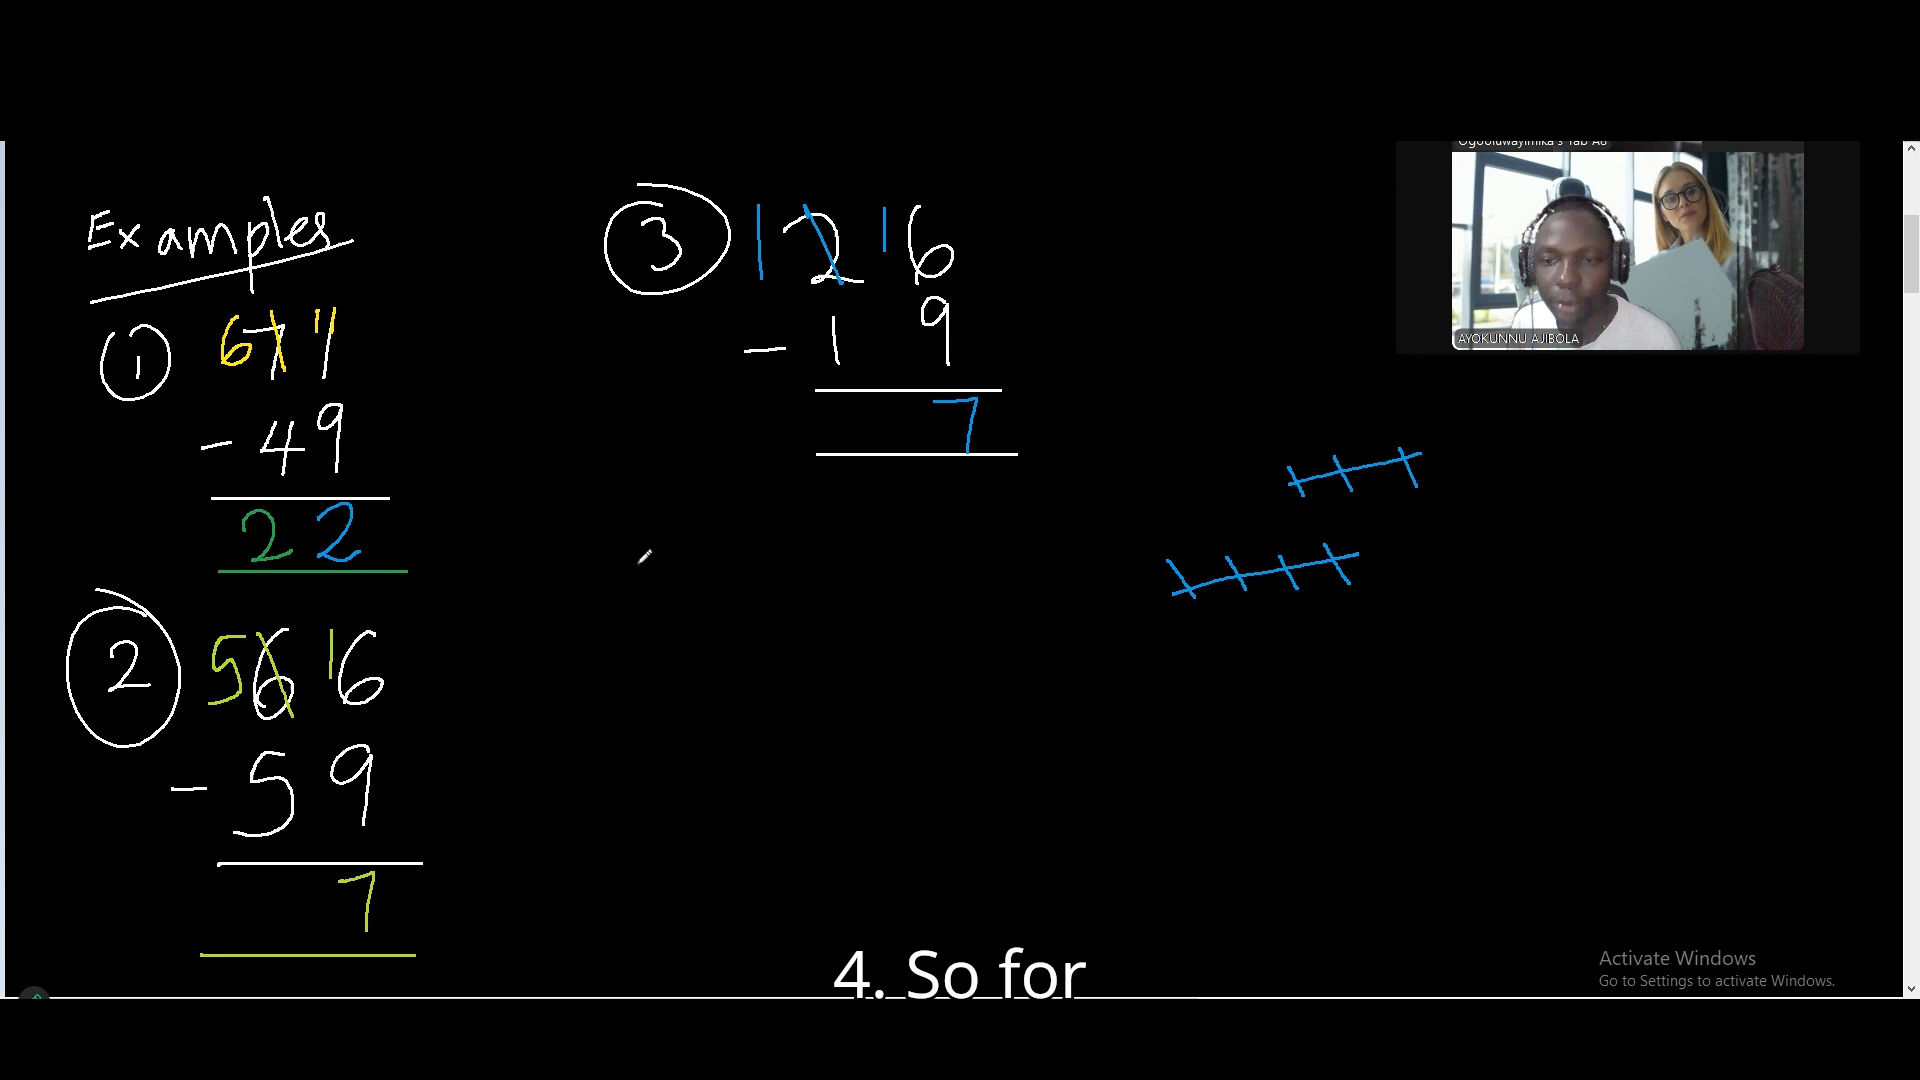 Examples
① 6 7 1 1
- 4 9
2 2
② 5 6 1 6
- 5 9
7
③ 1 2 1 6
- 1 9
7
AYOKUNNU AJIBOLA
4. So for
Activate Windows
Go to Settings to activate Windows.